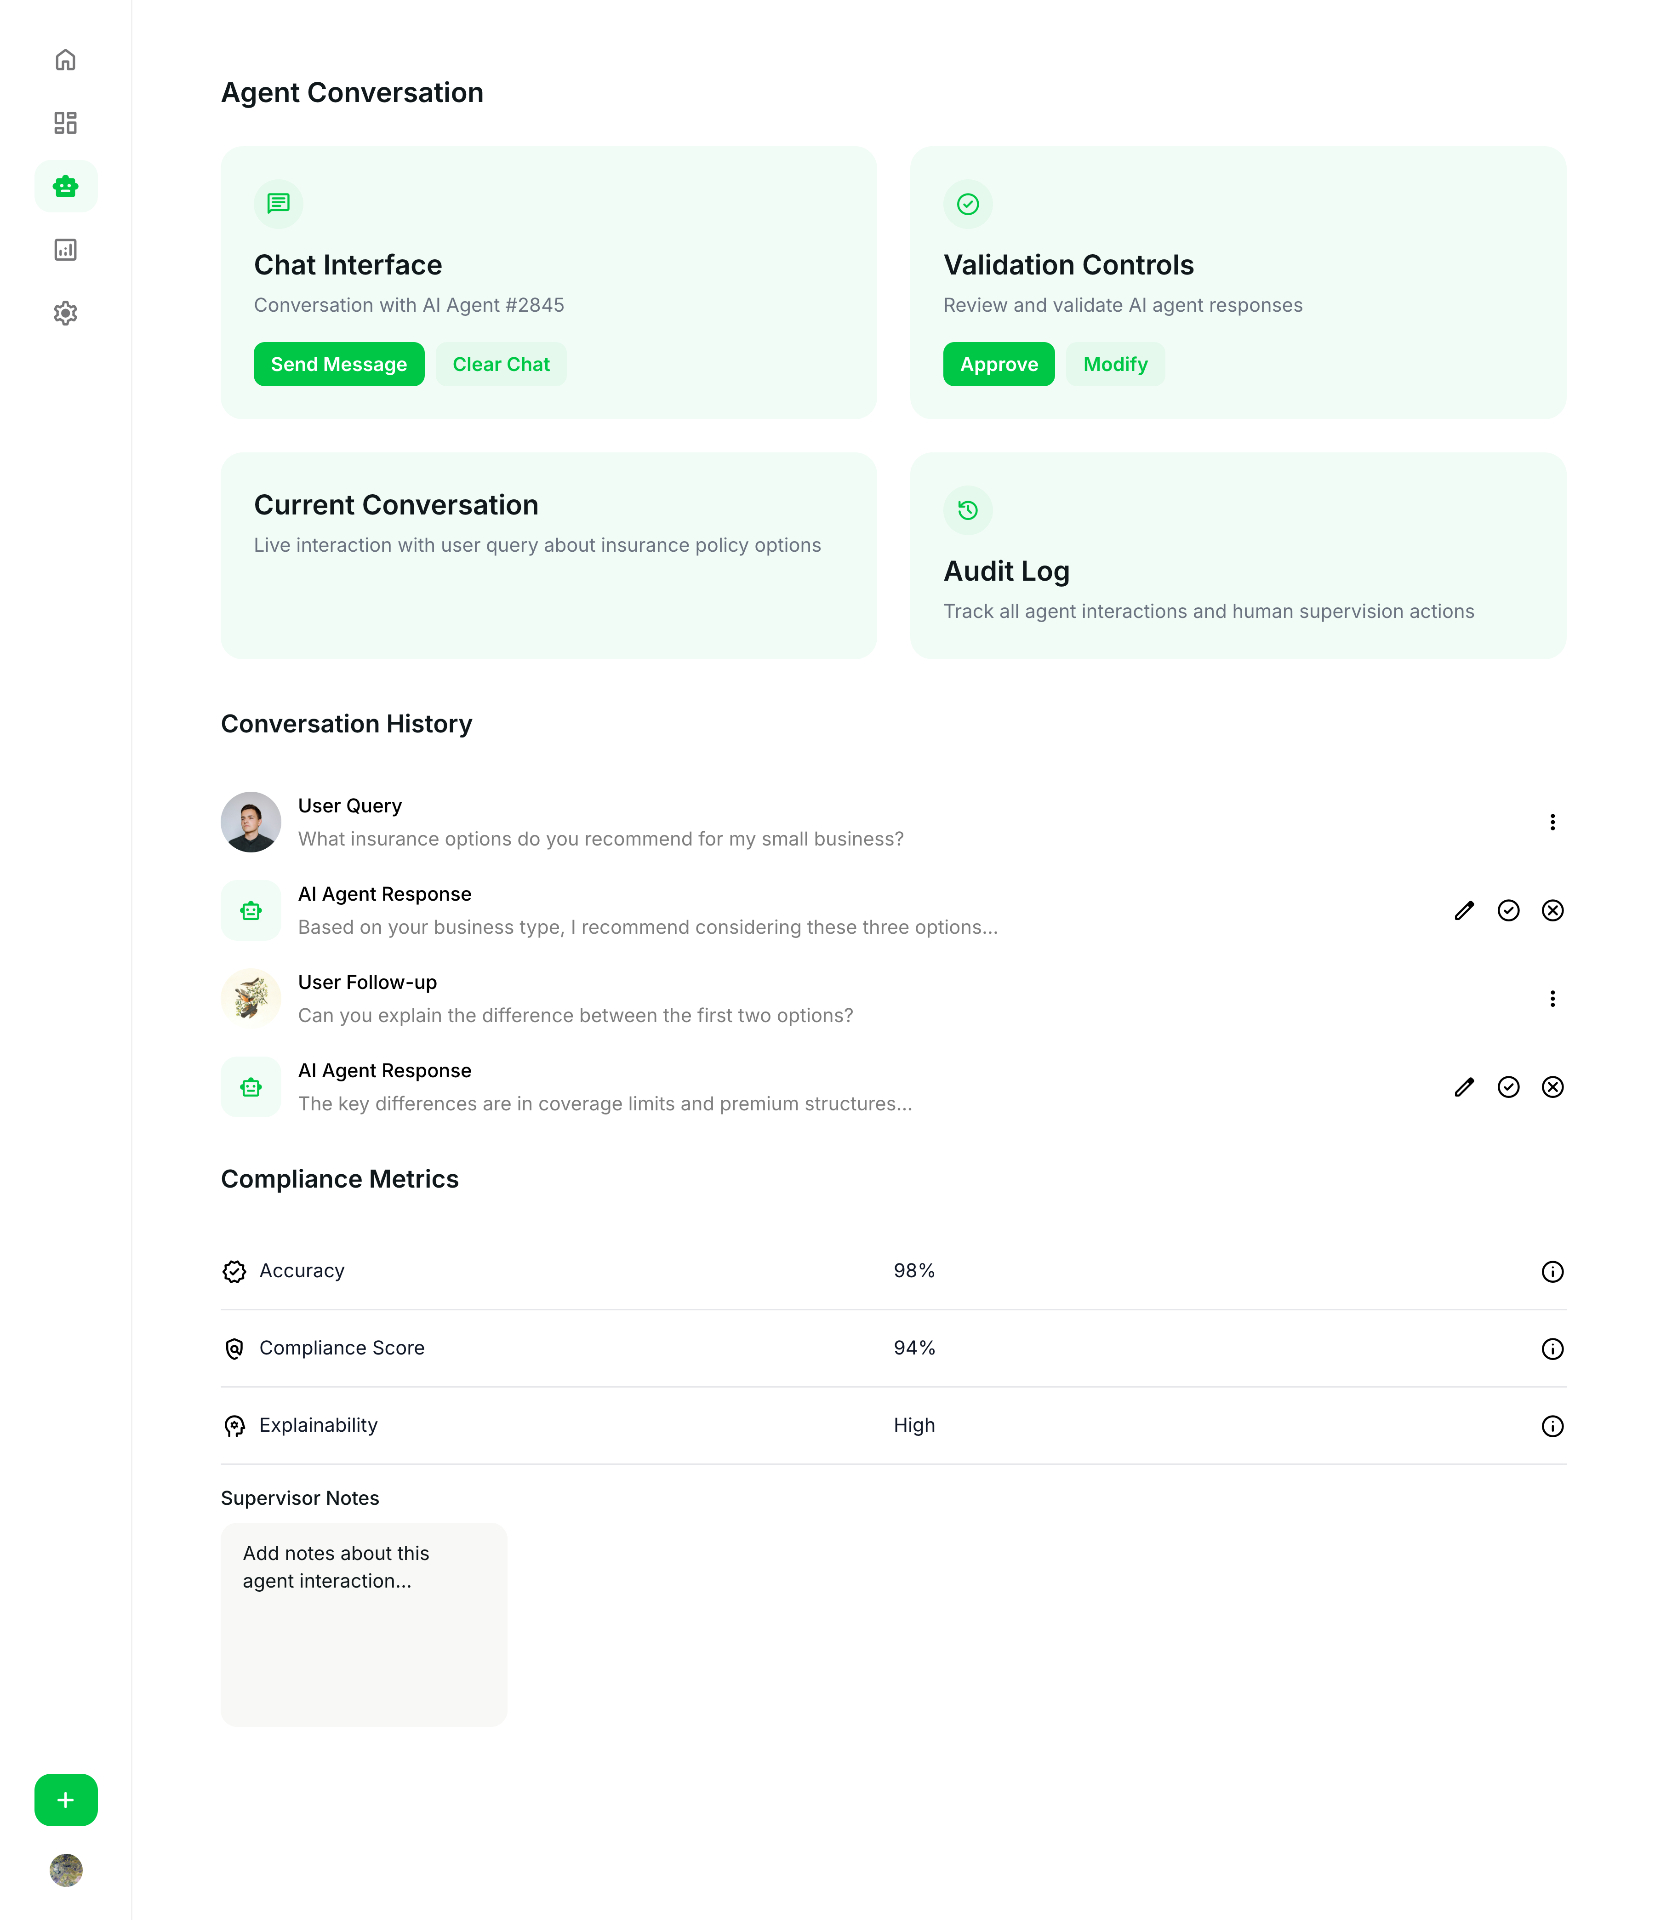 Agent Conversation
Chat Interface
Conversation with AI Agent #2845
Send Message
Clear Chat
Validation Controls
Review and validate AI agent responses
Approve
Modify
Current Conversation
Live interaction with user query about insurance policy options
Audit Log
Track all agent interactions and human supervision actions
Conversation History
User Query
What insurance options do you recommend for my small business?
AI Agent Response
Based on your business type, I recommend considering these three options...
User Follow-up
Can you explain the difference between the first two options?
AI Agent Response
The key differences are in coverage limits and premium structures...
Compliance Metrics
Accuracy
98%
Compliance Score
94%
Explainability
High
Supervisor Notes
Add notes about this
agent interaction...